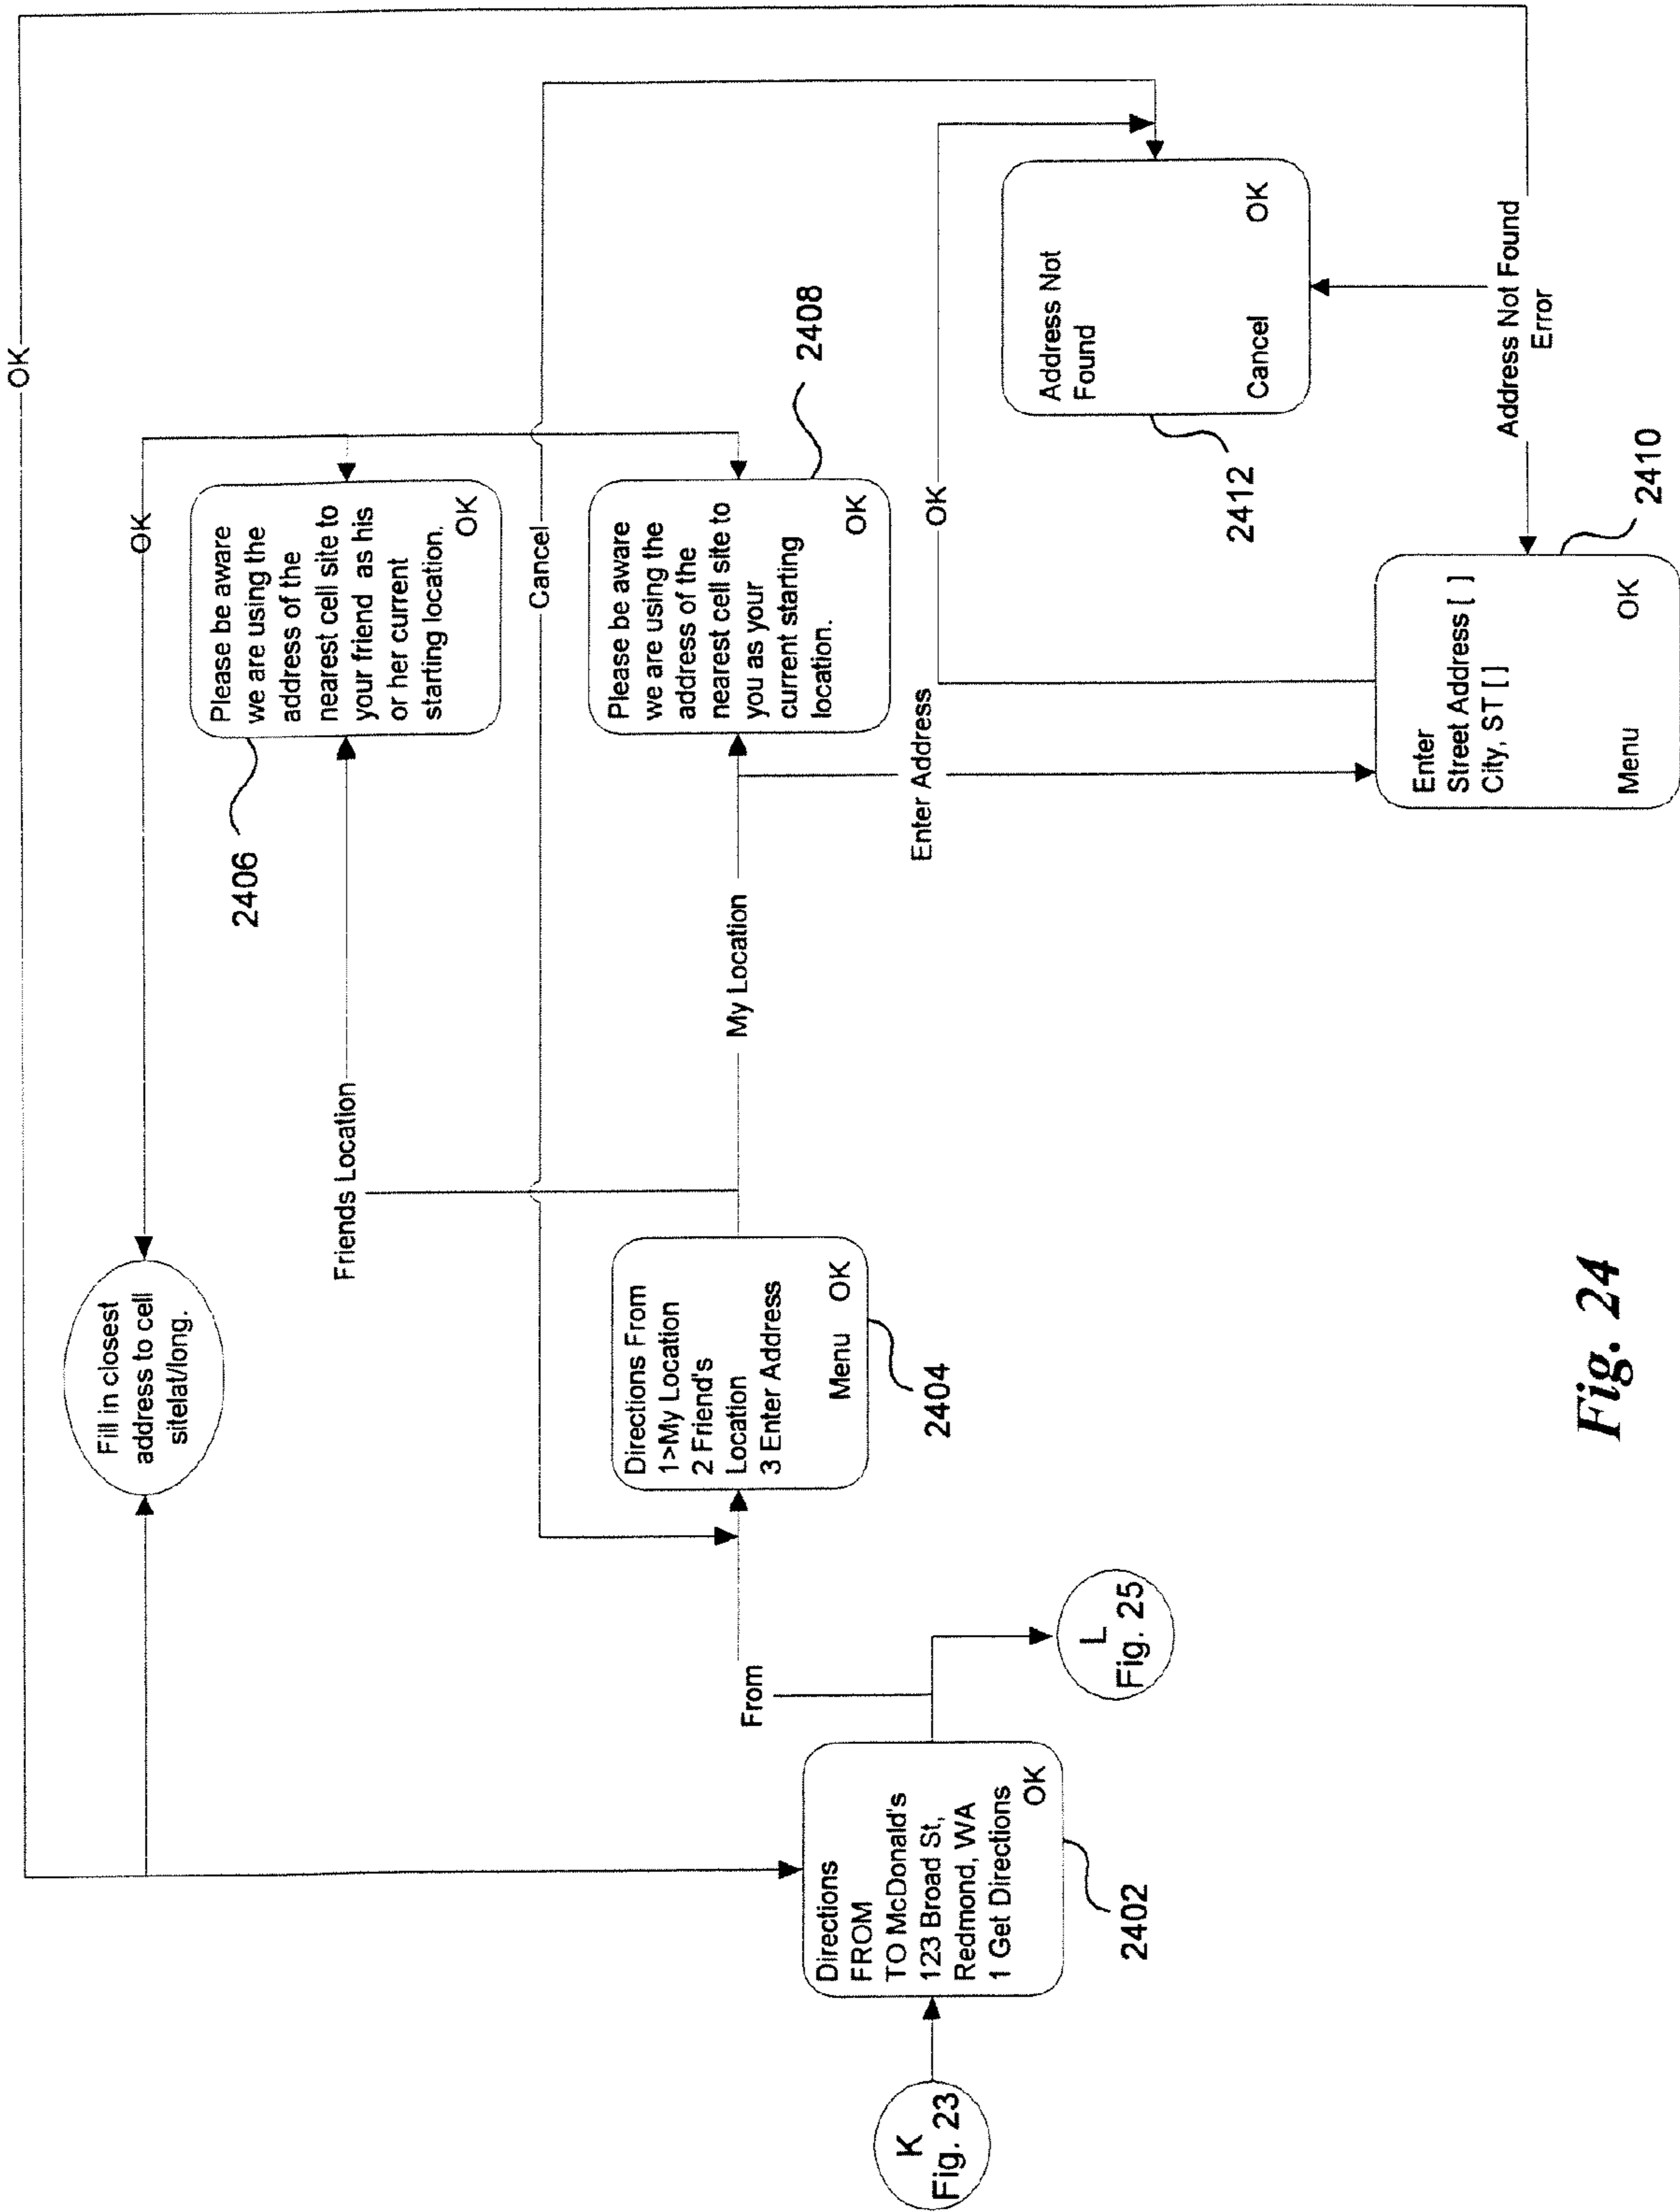 OK
Fill in closest
address to cell
sitelat/long.
OK
Please be aware
we are using the
address of the
nearest cell site to
your friend as his
or her current
starting location.
OK
2406
Friends Location
Cancel
Directions From
1>My Location
2 Friend's
Location
3 Enter Address
Menu OK
2404
My Location
Please be aware
we are using the
address of the
nearest cell site to
you as your
current starting
location.
OK
2408
From
K
Fig. 23
Directions
FROM
TO McDonald's
123 Broad St,
Redmond, WA
1 Get Directions
OK
2402
L
Fig. 25
Enter Address
OK
Address Not
Found
Cancel OK
2412
Enter
Street Address [ ]
City, ST [ ]
Menu OK
2410
Address Not Found
Error
Fig. 24